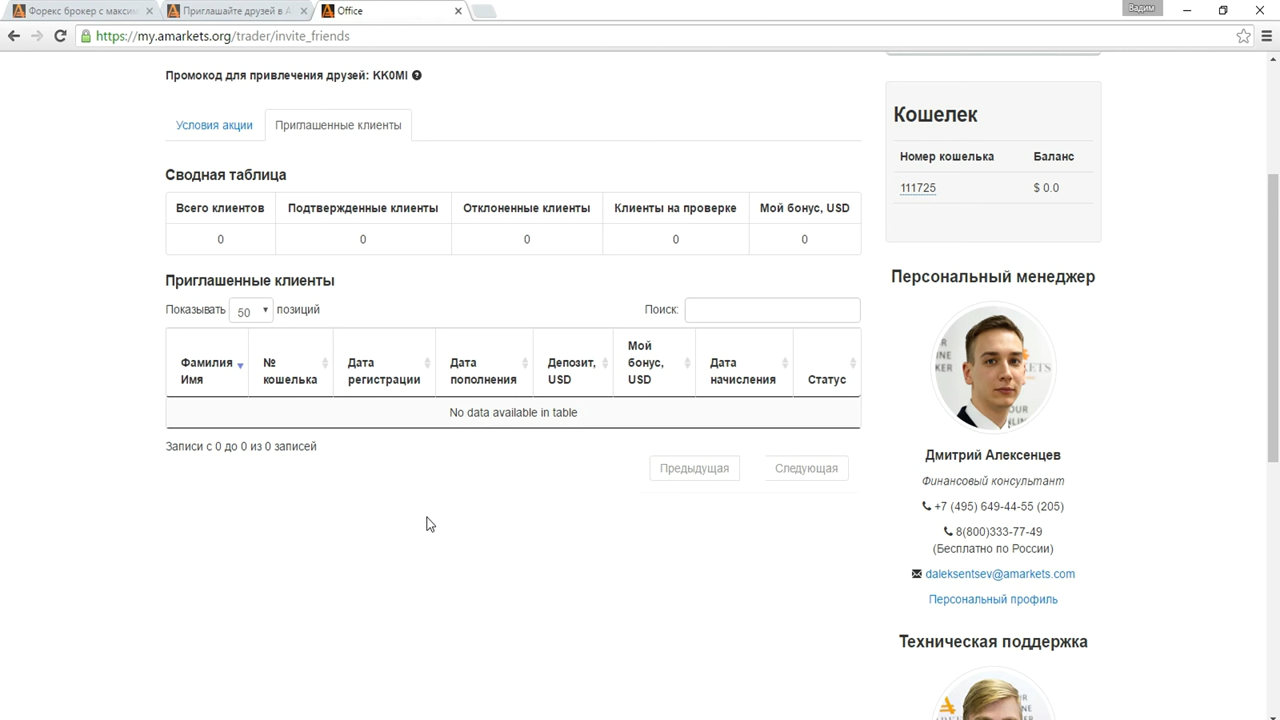 Форекс брокер с максим
Приглашайте друзей в А
Office
Вадим
https://my.amarkets.org/trader/invite_friends
Промокод для привлечения друзей: KK0MI
Условия акции
Приглашенные клиенты
Сводная таблица
Всего клиентов Подтвержденные клиенты Отклоненные клиенты Клиенты на проверке Мой бонус, USD
0 0 0 0 0
Приглашенные клиенты
Показывать 50 позиций
Поиск:
Фамилия Имя
№ кошелька
Дата регистрации
Дата пополнения
Депозит, USD
Мой бонус, USD
Дата начисления
Статус
No data available in table
Записи с 0 до 0 из 0 записей
Предыдущая
Следующая
Кошелек
Номер кошелька Баланс
111725 $ 0.0
Персональный менеджер
Дмитрий Алексенцев
Финансовый консультант
+7 (495) 649-44-55 (205)
8(800)333-77-49
(Бесплатно по России)
daleksentsev@amarkets.com
Персональный профиль
Техническая поддержка